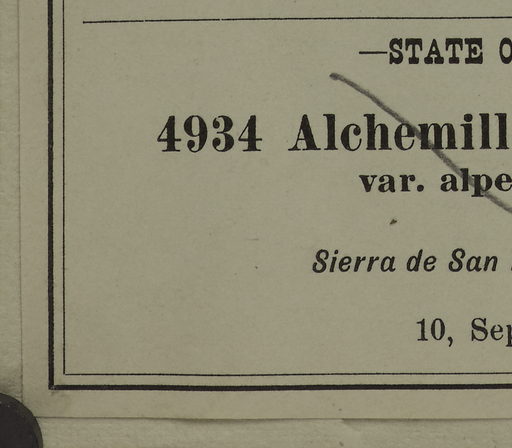 —STATE O
4934 Alchemill
var. alpe
Sierra de San
10, Sep